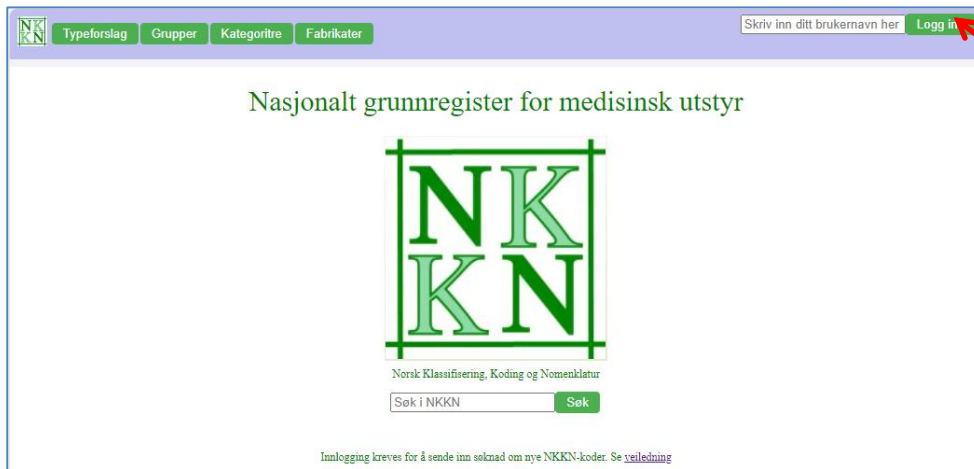 NK
KN
Typeforslag Grupper Kategoritre Fabrikater
Skriv inn ditt brukernavn her Logg inn
Nasjonalt grunnregister for medisinsk utstyr
NK
KN
Norsk Klassifisering, Koding og Nomenklatur
Søk i NKKN Søk
Innlogging kreves for å sende inn søknad om nye NKKN-koder. Se veiledning